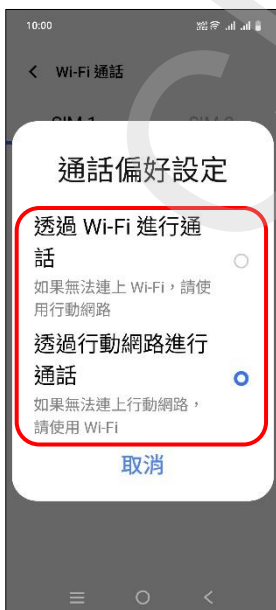 10:00
Wi-Fi 通話
SIM 1
通話偏好設定
透過 Wi-Fi 進行通
話
如果無法連上 Wi-Fi，請使
用行動網路
透過行動網路進行
通話
如果無法連上行動網路，
請使用 Wi-Fi
取消